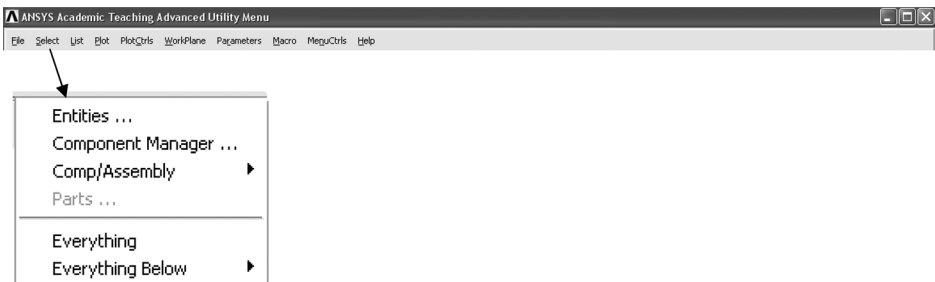 ANSYS Academic Teaching Advanced Utility Menu
File Select List Plot PlotCtrls WorkPlane Parameters Macro MenuCtrls Help
Entities ...
Component Manager ...
Comp/Assembly
Parts ...
Everything
Everything Below